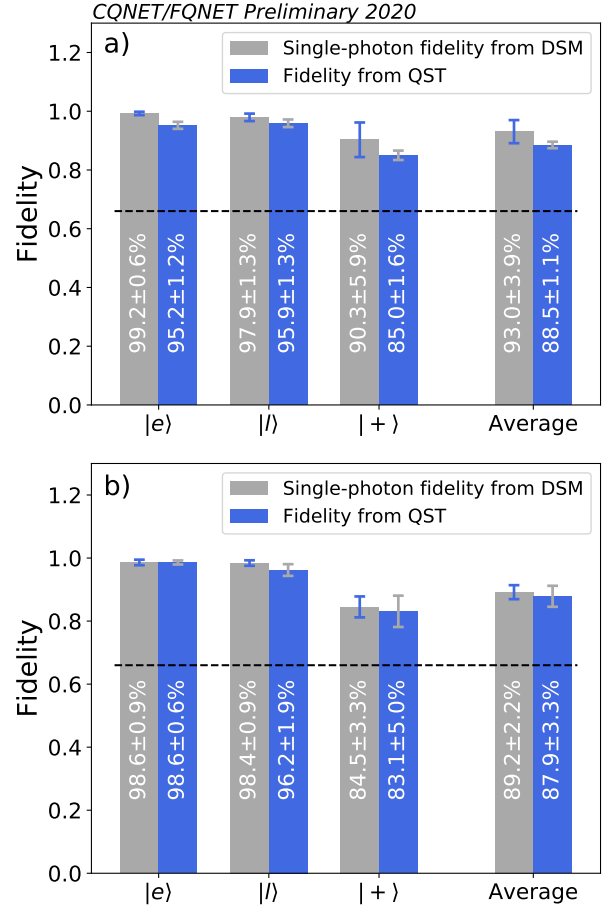 CQNET/FQNET Preliminary 2020
a)
Single-photon fidelity from DSM
Fidelity from QST
Fidelity
1.2
1.0
0.8
0.6
0.4
0.2
0.0
99.2±0.6%
95.2±1.2%
97.9±1.3%
95.9±1.3%
90.3±5.9%
85.0±1.6%
93.0±3.9%
88.5±1.1%
|e⟩
|l⟩
|+⟩
Average
b)
Single-photon fidelity from DSM
Fidelity from QST
Fidelity
1.2
1.0
0.8
0.6
0.4
0.2
0.0
98.6±0.9%
98.6±0.6%
98.4±0.9%
96.2±1.9%
84.5±3.3%
83.1±5.0%
89.2±2.2%
87.9±3.3%
|e⟩
|l⟩
|+⟩
Average